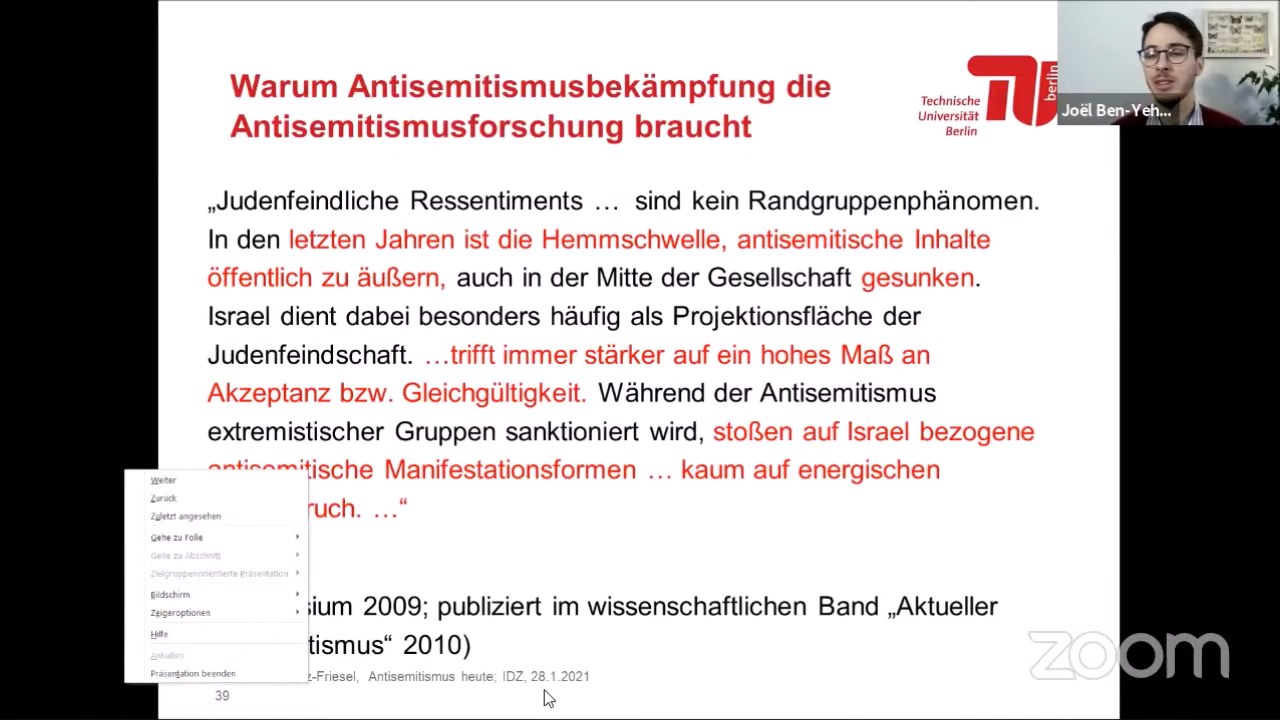 Warum Antisemitismusbekämpfung die
Antisemitismusforschung braucht
Technische
Universität
Berlin
berlin
Joël Ben-Yeh...
„Judenfeindliche Ressentiments … sind kein Randgruppenphänomen.
In den letzten Jahren ist die Hemmschwelle, antisemitische Inhalte
öffentlich zu äußern, auch in der Mitte der Gesellschaft gesunken.
Israel dient dabei besonders häufig als Projektionsfläche der
Judenfeindschaft. …trifft immer stärker auf ein hohes Maß an
Akzeptanz bzw. Gleichgültigkeit. Während der Antisemitismus
extremistischer Gruppen sanktioniert wird, stoßen auf Israel bezogene
antisemitische Manifestationsformen … kaum auf energischen
ruch. …“
Weiter
Zurück
Zuletzt angesehen
Gehe zu Folie
Gehe zu Abschnitt
Zielgruppenorientierte Präsentation
Bildschirm
Zeigeroptionen
Hilfe
Anhalten
Präsentation beenden
sium 2009; publiziert im wissenschaftlichen Band „Aktueller
tismus“ 2010)
z-Friesel, Antisemitismus heute; IDZ, 28.1.2021
39
zoom